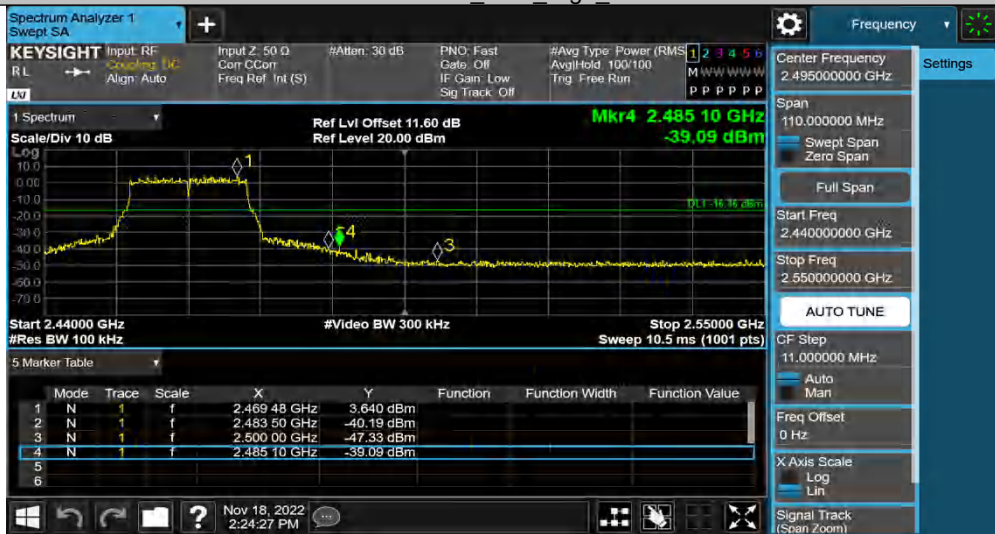 Spectrum Analyzer 1
Swept SA
+
Frequency
KEYSIGHT Input: RF Input Z: 50 Ω #Atten: 30 dB PNO: Fast #Avg Type: Power (RMS 1 2 3 4 5 6
RL Coupling: DC Corr CCorr Gate: Off Avg|Hold: 100/100 M W W W W W
Align: Auto Freq Ref: Int (S) IF Gain: Low Trig: Free Run
LXI Sig Track: Off P P P P P P
1 Spectrum
Scale/Div 10 dB
Ref Lvl Offset 11.60 dB
Ref Level 20.00 dBm
Mkr4 2.485 10 GHz
-39.09 dBm
Log
10.0
0.00
-10.0
-20.0
-30.0
-40.0
-50.0
-60.0
-70.0
1
4
3
DL1 -16.16 dBm
Start 2.44000 GHz #Video BW 300 kHz Stop 2.55000 GHz
#Res BW 100 kHz Sweep 10.5 ms (1001 pts)
5 Marker Table
Mode Trace Scale X Y Function Function Width Function Value
1 N 1 f 2.469 48 GHz 3.640 dBm
2 N 1 f 2.483 50 GHz -40.19 dBm
3 N 1 f 2.500 00 GHz -47.33 dBm
4 N 1 f 2.485 10 GHz -39.09 dBm
5
6
?
Nov 18, 2022
2:24:27 PM
Center Frequency
2.495000000 GHz
Settings
Span
110.000000 MHz
Swept Span
Zero Span
Full Span
Start Freq
2.440000000 GHz
Stop Freq
2.550000000 GHz
AUTO TUNE
CF Step
11.000000 MHz
Auto
Man
Freq Offset
0 Hz
X Axis Scale
Log
Lin
Signal Track
(Span Zoom)